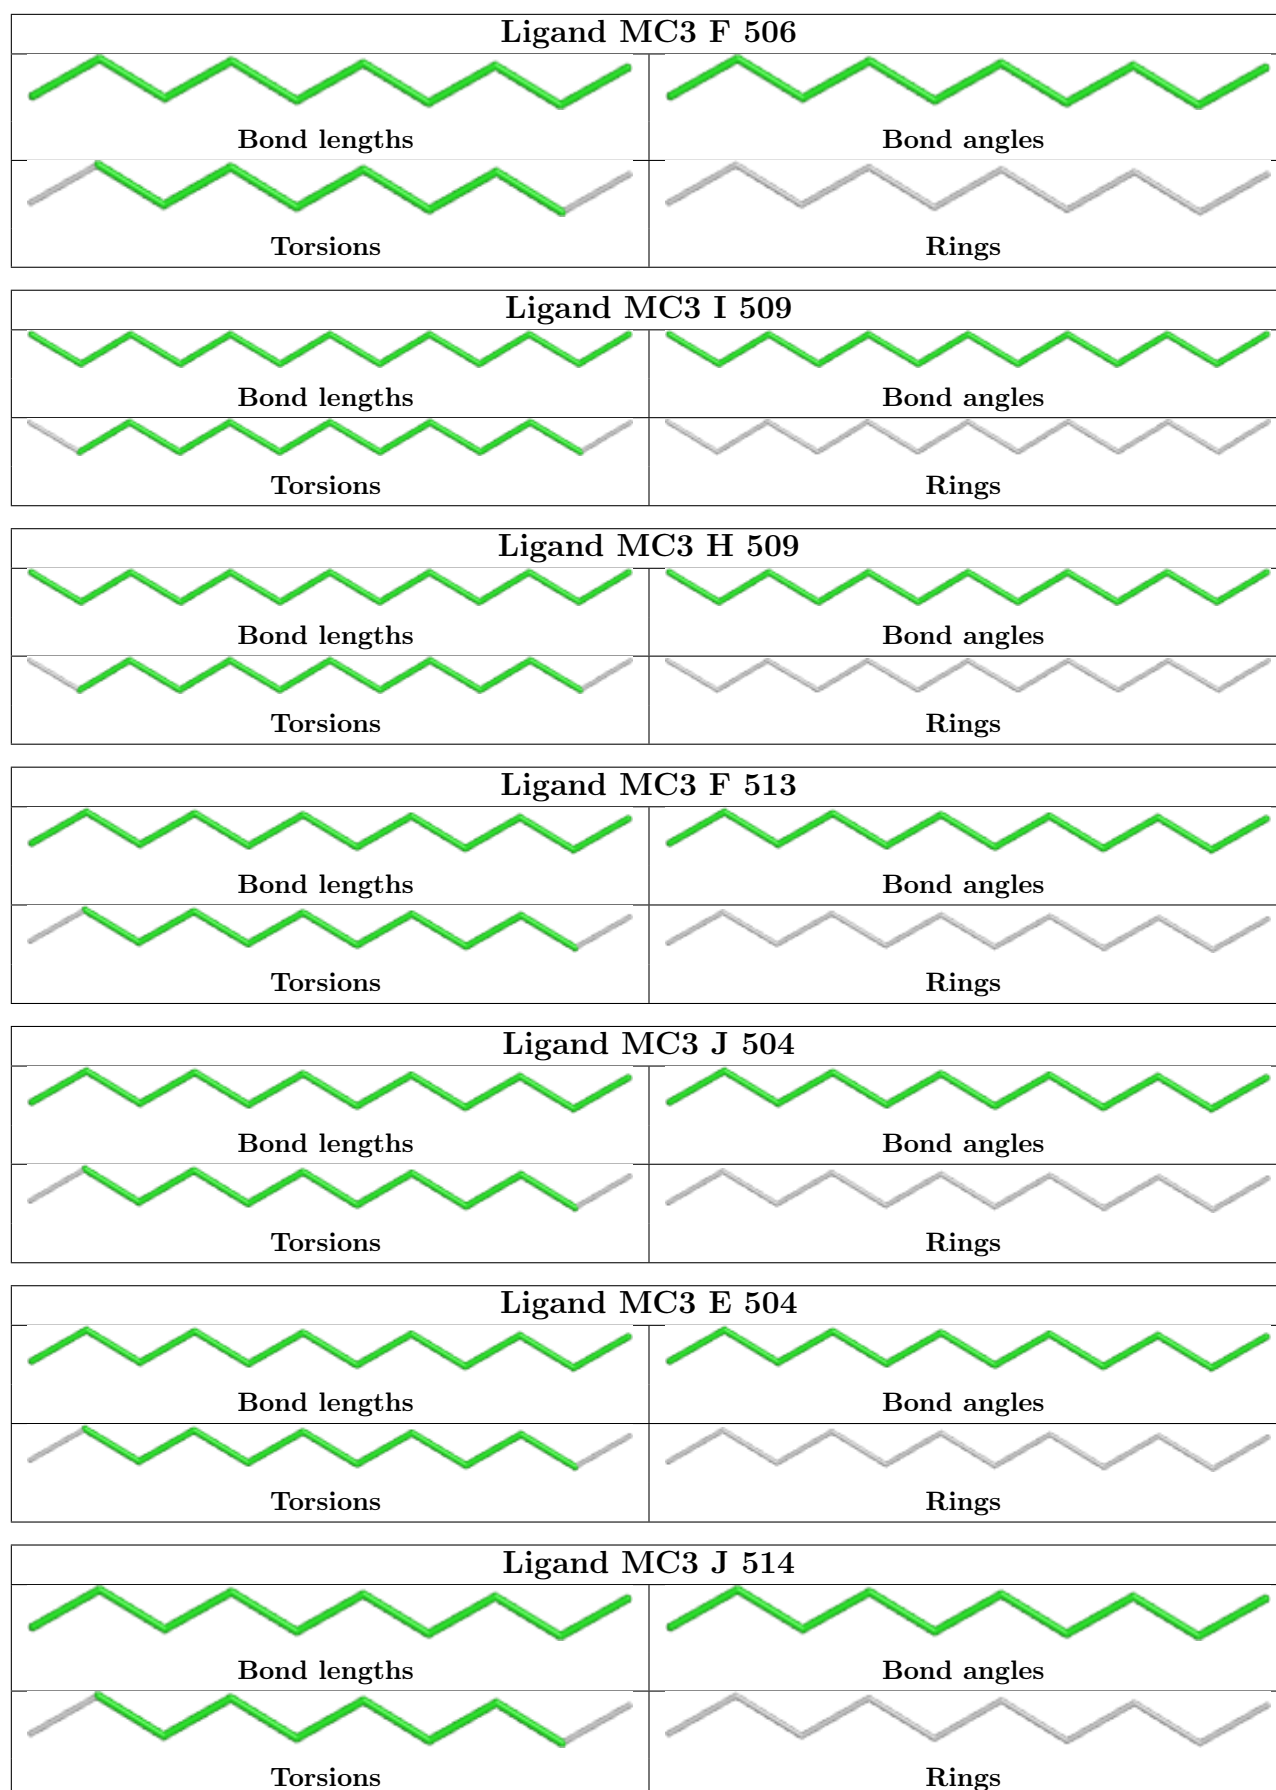 Ligand MC3 F 506
Bond lengths Bond angles
Torsions Rings
Ligand MC3 I 509
Bond lengths Bond angles
Torsions Rings
Ligand MC3 H 509
Bond lengths Bond angles
Torsions Rings
Ligand MC3 F 513
Bond lengths Bond angles
Torsions Rings
Ligand MC3 J 504
Bond lengths Bond angles
Torsions Rings
Ligand MC3 E 504
Bond lengths Bond angles
Torsions Rings
Ligand MC3 J 514
Bond lengths Bond angles
Torsions Rings